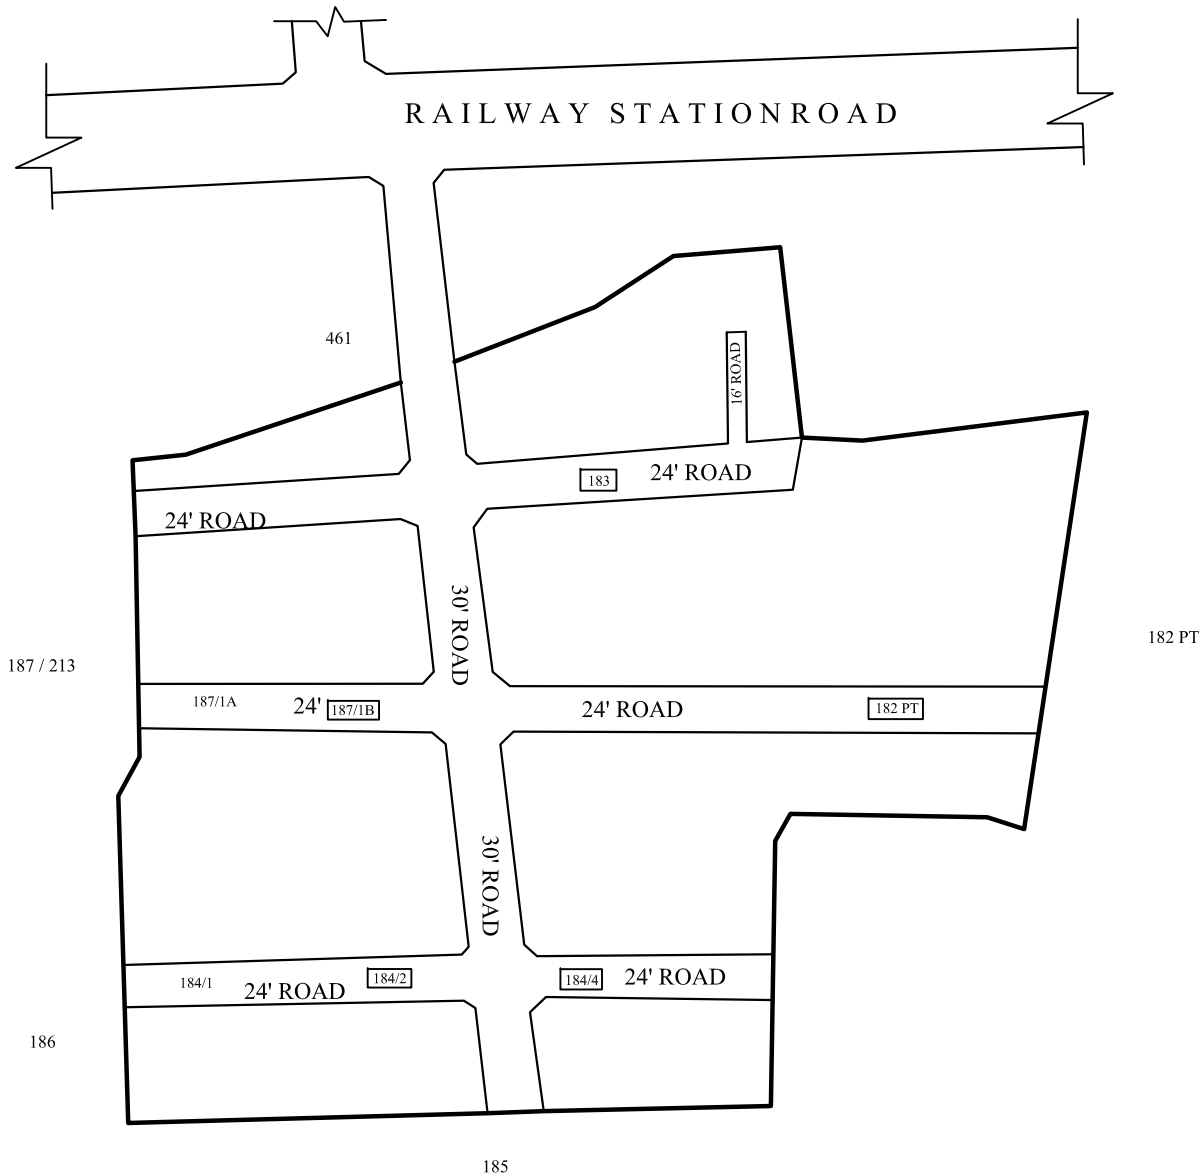 RAILWAY STATIONROAD
461
16' ROAD
183
24' ROAD
24' ROAD
30' ROAD
182 PT
187 / 213
187/1A
24'
187/1B
24' ROAD
182 PT
30' ROAD
184/1
24' ROAD
184/2
184/4
24' ROAD
186
185